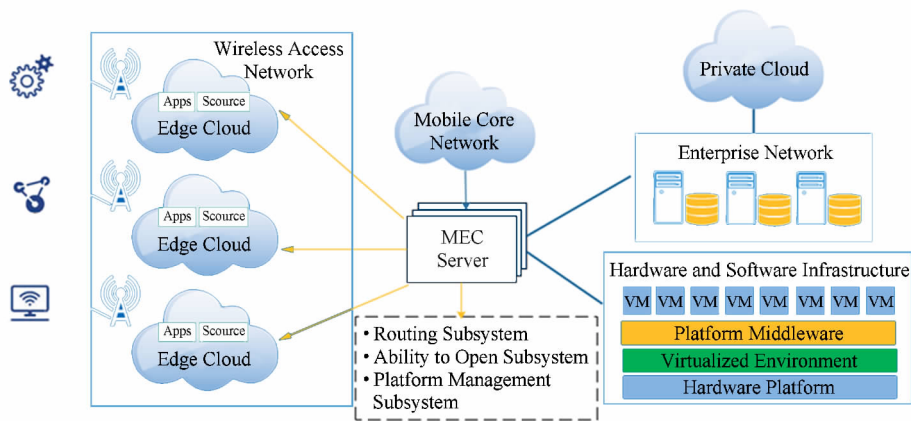 Wireless Access
Network
Apps Scource
Edge Cloud
Apps Scource
Edge Cloud
Apps Scource
Edge Cloud
Mobile Core
Network
MEC
Server
• Routing Subsystem
• Ability to Open Subsystem
• Platform Management
Subsystem
Private Cloud
Enterprise Network
Hardware and Software Infrastructure
VM VM VM VM VM VM VM VM
Platform Middleware
Virtualized Environment
Hardware Platform